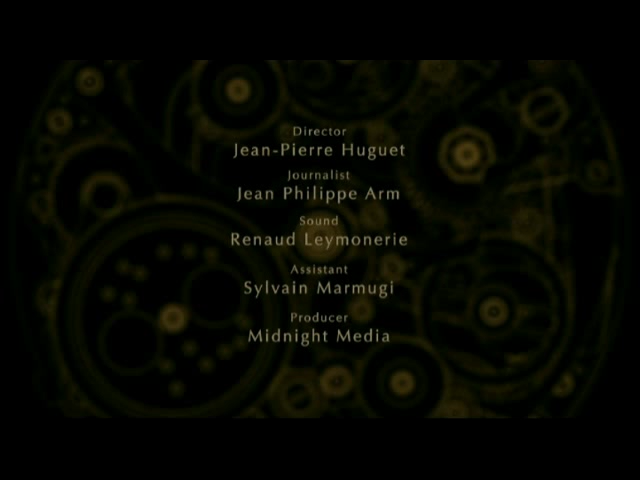 Director
Jean-Pierre Huguet
Journalist
Jean Philippe Arm
Sound
Renaud Leymonerie
Assistant
Sylvain Marmugi
Producer
Midnight Media